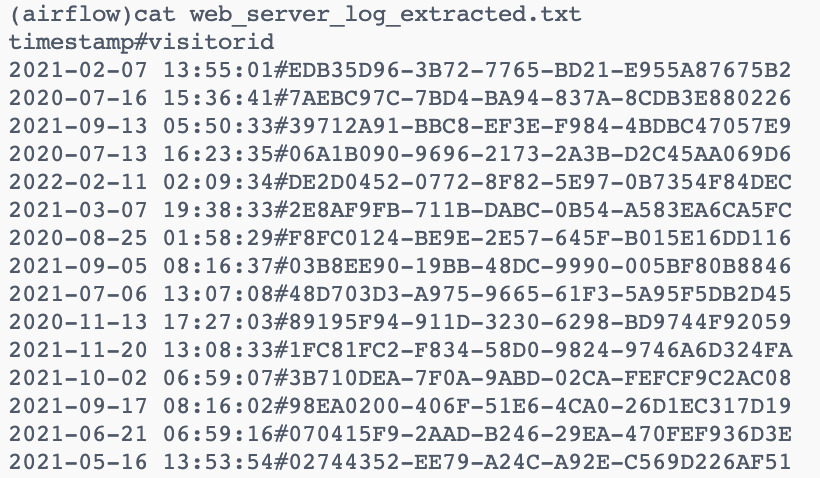 (airflow)cat web_server_log_extracted.txt
timestamp#visitorid
2021-02-07 13:55:01#EDB35D96-3B72-7765-BD21-E955A87675B2
2020-07-16 15:36:41#7AEBC97C-7BD4-BA94-837A-8CDB3E880226
2021-09-13 05:50:33#39712A91-BBC8-EF3E-F984-4BDBC47057E9
2020-07-13 16:23:35#06A1B090-9696-2173-2A3B-D2C45AA069D6
2022-02-11 02:09:34#DE2D0452-0772-8F82-5E97-0B7354F84DEC
2021-03-07 19:38:33#2E8AF9FB-711B-DABC-0B54-A583EA6CA5FC
2020-08-25 01:58:29#F8FC0124-BE9E-2E57-645F-B015E16DD116
2021-09-05 08:16:37#03B8EE90-19BB-48DC-9990-005BF80B8846
2021-07-06 13:07:08#48D703D3-A975-9665-61F3-5A95F5DB2D45
2020-11-13 17:27:03#89195F94-911D-3230-6298-BD9744F92059
2021-11-20 13:08:33#1FC81FC2-F834-58D0-9824-9746A6D324FA
2021-10-02 06:59:07#3B710DEA-7F0A-9ABD-02CA-FEFCF9C2AC08
2021-09-17 08:16:02#98EA0200-406F-51E6-4CA0-26D1EC317D19
2021-06-21 06:59:16#070415F9-2AAD-B246-29EA-470FEF936D3E
2021-05-16 13:53:54#02744352-EE79-A24C-A92E-C569D226AF51